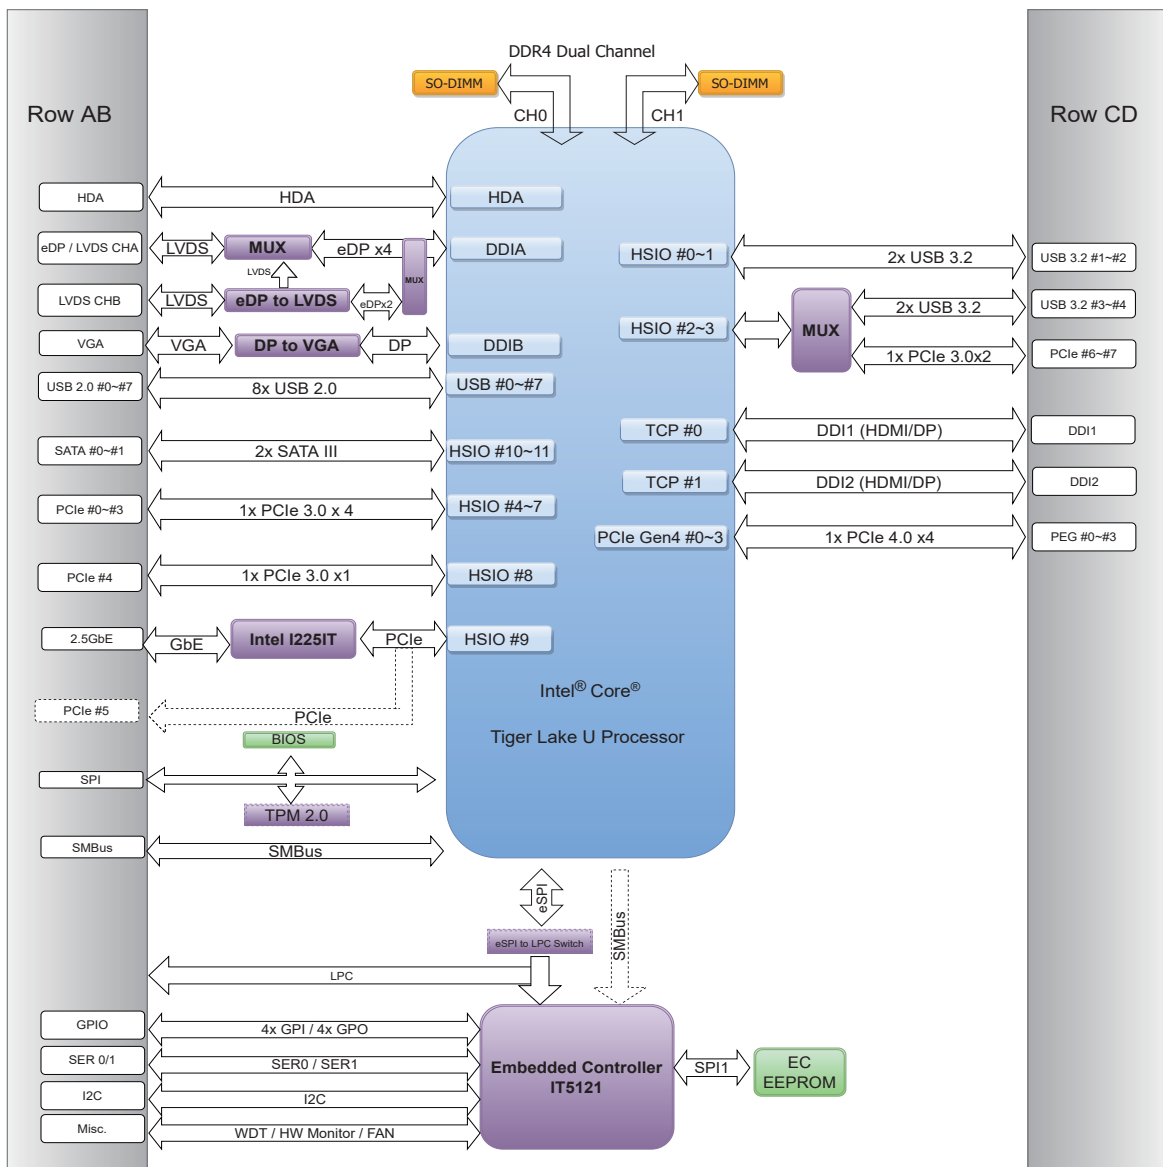 DDR4 Dual Channel
SO-DIMM
SO-DIMM
CH0
CH1
Row AB
Row CD
HDA
HDA
HDA
eDP / LVDS CHA
LVDS
MUX
eDP x4
DDIA
LVDS
MUX
LVDS CHB
LVDS
eDP to LVDS
eDPx2
VGA
VGA
DP to VGA
DP
DDIB
USB 2.0 #0~#7
8x USB 2.0
USB #0~#7
SATA #0~#1
2x SATA III
HSIO #10~11
PCIe #0~#3
1x PCIe 3.0 x 4
HSIO #4~7
PCIe #4
1x PCIe 3.0 x1
HSIO #8
2.5GbE
GbE
Intel I225IT
PCIe
HSIO #9
PCIe #5
PCIe
BIOS
SPI
TPM 2.0
SMBus
SMBus
HSIO #0~1
2x USB 3.2
USB 3.2 #1~#2
HSIO #2~3
MUX
2x USB 3.2
USB 3.2 #3~#4
1x PCIe 3.0x2
PCIe #6~#7
TCP #0
DDI1 (HDMI/DP)
DDI1
TCP #1
DDI2 (HDMI/DP)
DDI2
PCIe Gen4 #0~3
1x PCIe 4.0 x4
PEG #0~#3
Intel® Core®
Tiger Lake U Processor
eSPI
SMBus
eSPI to LPC Switch
LPC
GPIO
4x GPI / 4x GPO
SER 0/1
SER0 / SER1
I2C
I2C
Misc.
WDT / HW Monitor / FAN
Embedded Controller
IT5121
SPI1
EC
EEPROM